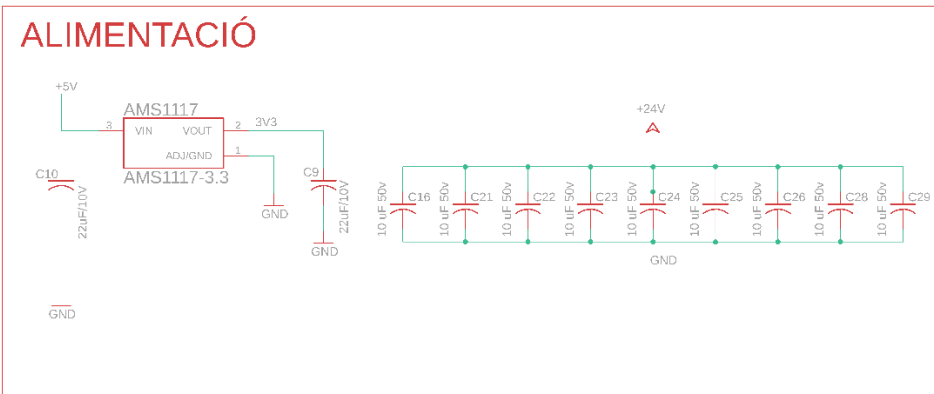 ALIMENTACIÓ
+5V
AMS1117
3 VIN VOUT 2 3V3
ADJ/GND 1
AMS1117-3.3
GND
C10
22uF/10V
GND
C9
22uF/10V
GND
+24V
C16
10 uF 50v
C21
10 uF 50v
C22
10 uF 50v
C23
10 uF 50v
C24
10 uF 50v
C25
10 uF 50v
C26
10 uF 50v
C28
10 uF 50v
C29
10 uF 50v
GND